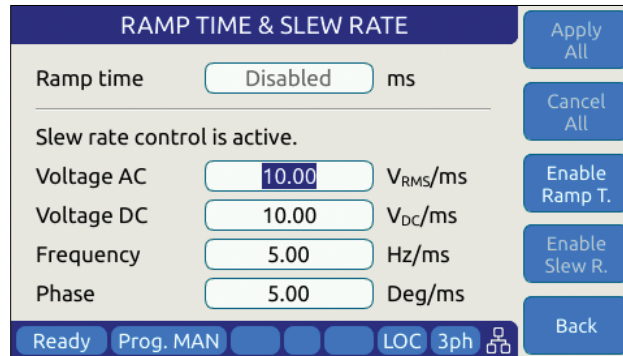 RAMP TIME & SLEW RATE
Ramp time Disabled ms
Slew rate control is active.
Voltage AC 10.00 VRMS/ms
Voltage DC 10.00 VDC/ms
Frequency 5.00 Hz/ms
Phase 5.00 Deg/ms
Ready Prog. MAN LOC 3ph
Apply
All
Cancel
All
Enable
Ramp T.
Enable
Slew R.
Back